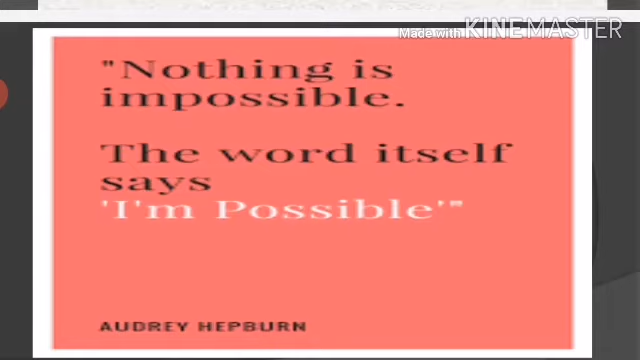 Made with KINEMASTER
"Nothing is
impossible.
The word itself
says
'I'm Possible'"
AUDREY HEPBURN